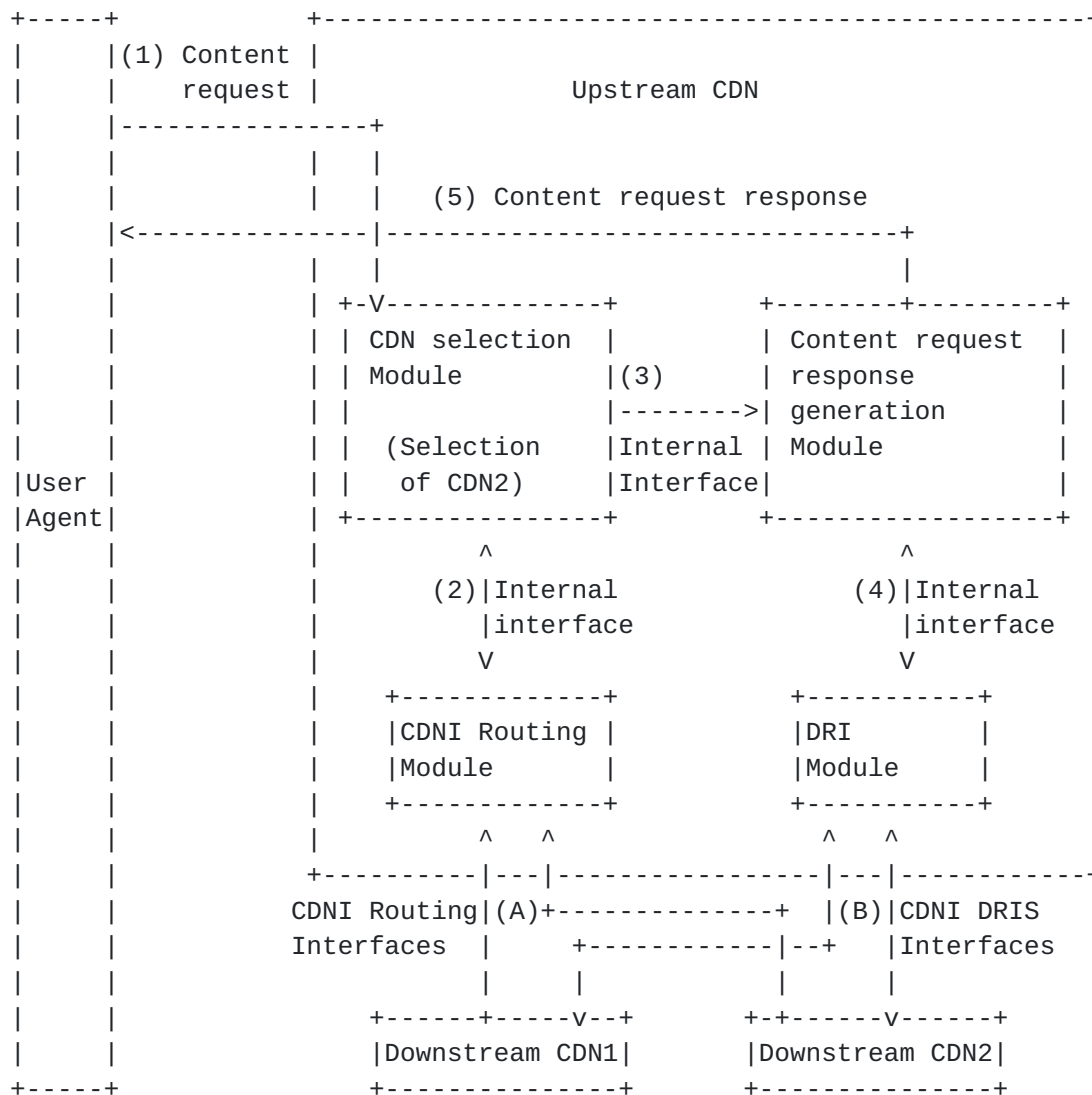 (1) Content
request
Upstream CDN
(5) Content request response
CDN selection
Module
(Selection
of CDN2)
(3)
Internal
Interface
Content request
response
generation
Module
User
Agent
(2)
Internal
interface
(4)
Internal
interface
CDNI Routing
Module
DRI
Module
CDNI Routing
Interfaces
(A)
(B)
CDNI DRIS
Interfaces
Downstream CDN1
Downstream CDN2